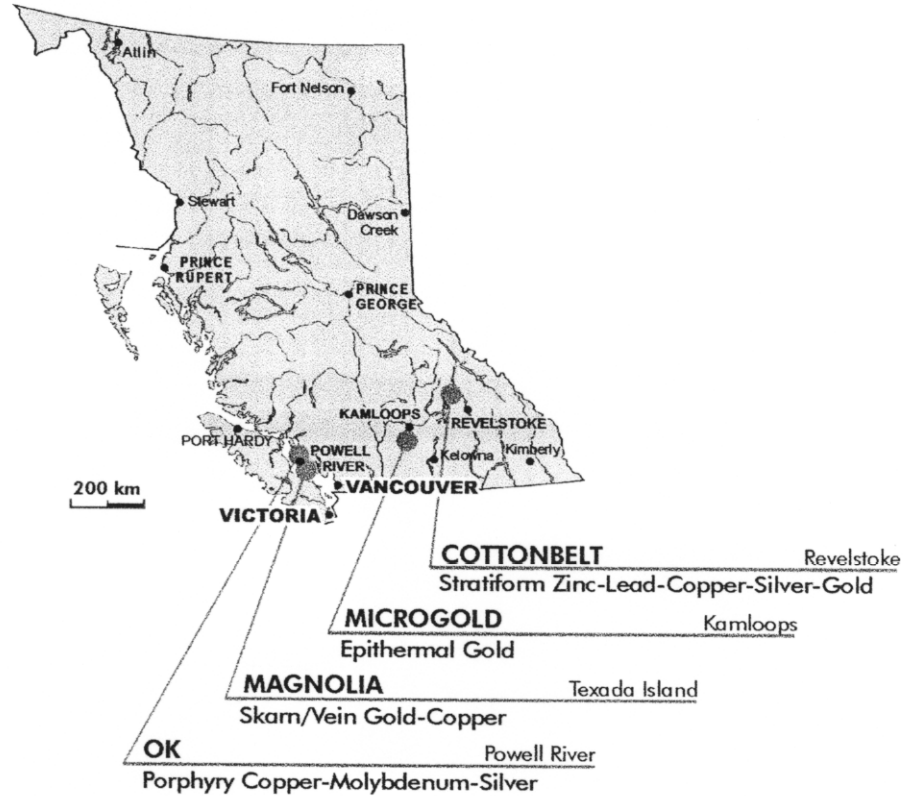 Atlin
Fort Nelson
Stewart
Dawson
Creek
PRINCE
RUPERT
PRINCE
GEORGE
KAMLOOPS
REVELSTOKE
PORT HARDY
POWELL
RIVER
Kelowna
Kimberly
200 km
VANCOUVER
VICTORIA
COTTONBELT Revelstoke
Stratiform Zinc-Lead-Copper-Silver-Gold
MICROGOLD Kamloops
Epithermal Gold
MAGNOLIA Texada Island
Skarn/Vein Gold-Copper
OK Powell River
Porphyry Copper-Molybdenum-Silver